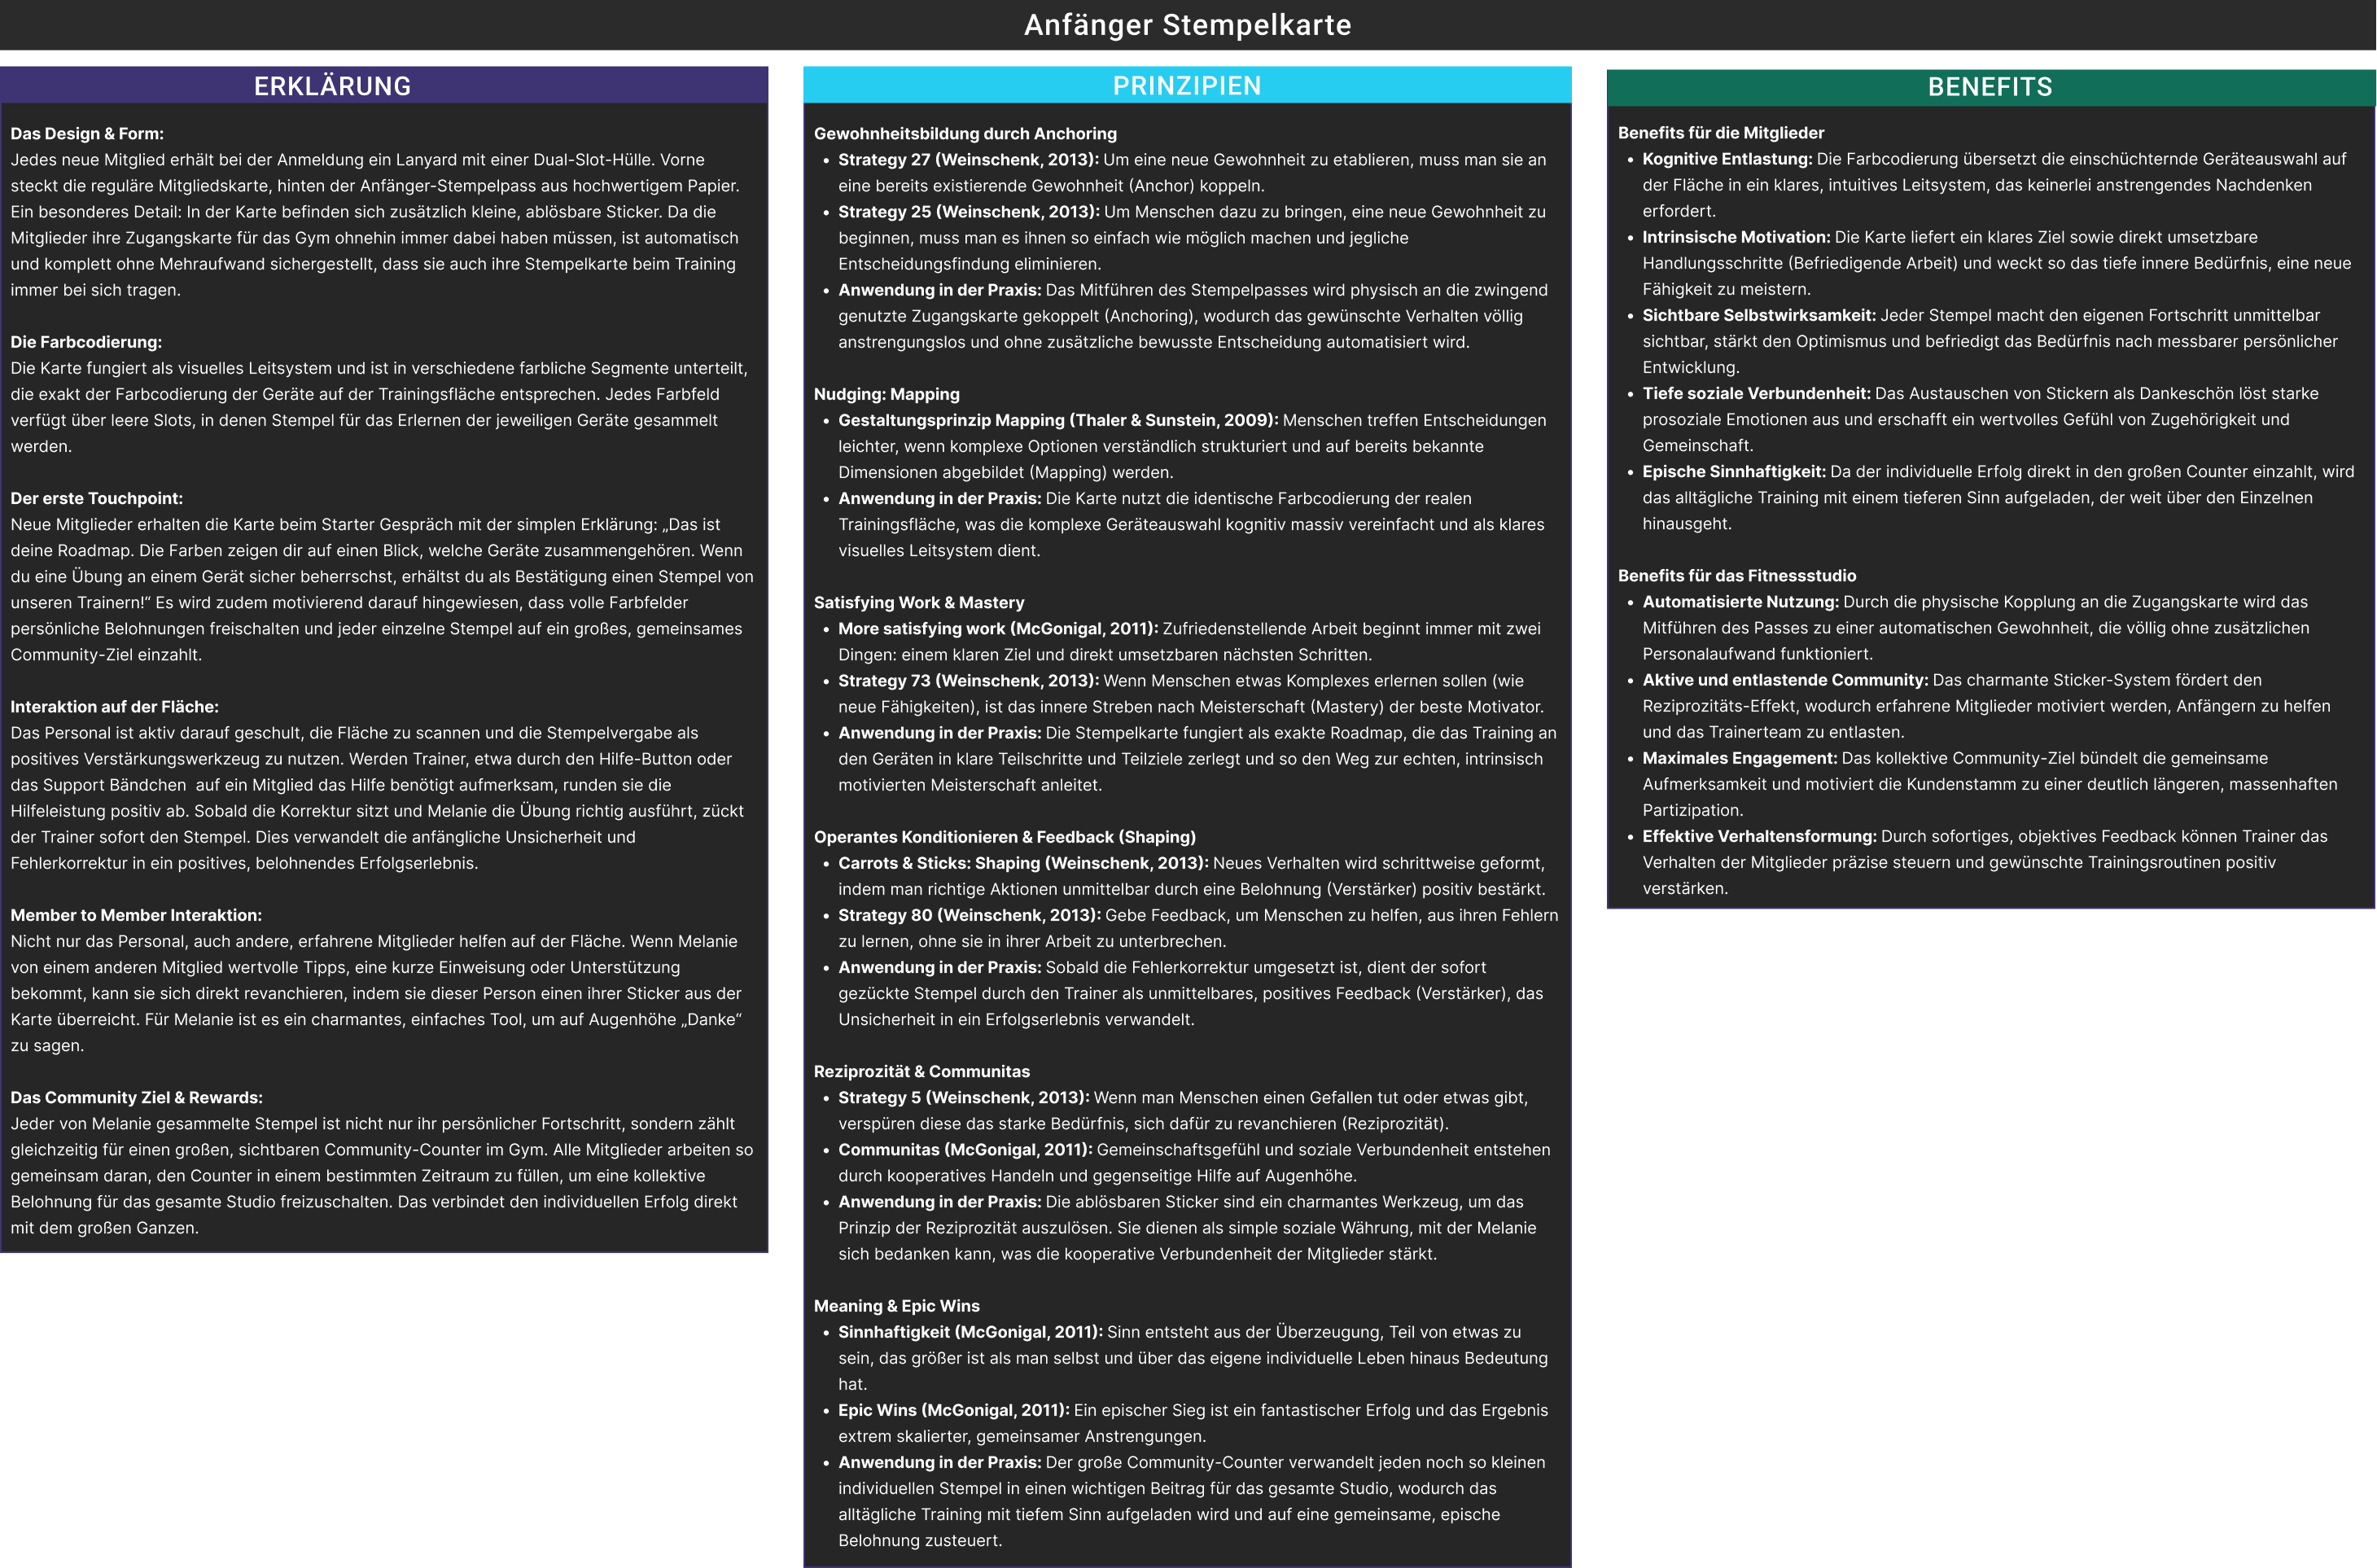 Anfänger Stempelkarte
ERKLÄRUNG
Das Design & Form:
Jedes neue Mitglied erhält bei der Anmeldung ein Lanyard mit einer Dual-Slot-Hülle. Vorne
steckt die reguläre Mitgliedskarte, hinten der Anfänger-Stempelpass aus hochwertigem Papier.
Ein besonderes Detail: In der Karte befinden sich zusätzlich kleine, ablösbare Sticker. Da die
Mitglieder ihre Zugangskarte für das Gym ohnehin immer dabei haben müssen, ist automatisch
und komplett ohne Mehraufwand sichergestellt, dass sie auch ihre Stempelkarte beim Training
immer bei sich tragen.
Die Farbcodierung:
Die Karte fungiert als visuelles Leitsystem und ist in verschiedene farbliche Segmente unterteilt,
die exakt der Farbcodierung der Geräte auf der Trainingsfläche entsprechen. Jedes Farbfeld
verfügt über leere Slots, in denen Stempel für das Erlernen der jeweiligen Geräte gesammelt
werden.
Der erste Touchpoint:
Neue Mitglieder erhalten die Karte beim Starter Gespräch mit der simplen Erklärung: „Das ist
deine Roadmap. Die Farben zeigen dir auf einen Blick, welche Geräte zusammengehören. Wenn
du eine Übung an einem Gerät sicher beherrschst, erhältst du als Bestätigung einen Stempel von
unseren Trainern!“ Es wird zudem motivierend darauf hingewiesen, dass volle Farbfelder
persönliche Belohnungen freischalten und jeder einzelne Stempel auf ein großes, gemeinsames
Community-Ziel einzahlt.
Interaktion auf der Fläche:
Das Personal ist aktiv darauf geschult, die Fläche zu scannen und die Stempelvergabe als
positives Verstärkungswerkzeug zu nutzen. Werden Trainer, etwa durch den Hilfe-Button oder
das Support Bändchen  auf ein Mitglied das Hilfe benötigt aufmerksam, runden sie die
Hilfeleistung positiv ab. Sobald die Korrektur sitzt und Melanie die Übung richtig ausführt, zückt
der Trainer sofort den Stempel. Dies verwandelt die anfängliche Unsicherheit und
Fehlerkorrektur in ein positives, belohnendes Erfolgserlebnis.
Member to Member Interaktion:
Nicht nur das Personal, auch andere, erfahrene Mitglieder helfen auf der Fläche. Wenn Melanie
von einem anderen Mitglied wertvolle Tipps, eine kurze Einweisung oder Unterstützung
bekommt, kann sie sich direkt revanchieren, indem sie dieser Person einen ihrer Sticker aus der
Karte überreicht. Für Melanie ist es ein charmantes, einfaches Tool, um auf Augenhöhe „Danke“
zu sagen.
Das Community Ziel & Rewards:
Jeder von Melanie gesammelte Stempel ist nicht nur ihr persönlicher Fortschritt, sondern zählt
gleichzeitig für einen großen, sichtbaren Community-Counter im Gym. Alle Mitglieder arbeiten so
gemeinsam daran, den Counter in einem bestimmten Zeitraum zu füllen, um eine kollektive
Belohnung für das gesamte Studio freizuschalten. Das verbindet den individuellen Erfolg direkt
mit dem großen Ganzen.
PRINZIPIEN
Gewohnheitsbildung durch Anchoring
• Strategy 27 (Weinschenk, 2013): Um eine neue Gewohnheit zu etablieren, muss man sie an
eine bereits existierende Gewohnheit (Anchor) koppeln.
• Strategy 25 (Weinschenk, 2013): Um Menschen dazu zu bringen, eine neue Gewohnheit zu
beginnen, muss man es ihnen so einfach wie möglich machen und jegliche
Entscheidungsfindung eliminieren.
• Anwendung in der Praxis: Das Mitführen des Stempelpasses wird physisch an die zwingend
genutzte Zugangskarte gekoppelt (Anchoring), wodurch das gewünschte Verhalten völlig
anstrengungslos und ohne zusätzliche bewusste Entscheidung automatisiert wird.
Nudging: Mapping
• Gestaltungsprinzip Mapping (Thaler & Sunstein, 2009): Menschen treffen Entscheidungen
leichter, wenn komplexe Optionen verständlich strukturiert und auf bereits bekannte
Dimensionen abgebildet (Mapping) werden.
• Anwendung in der Praxis: Die Karte nutzt die identische Farbcodierung der realen
Trainingsfläche, was die komplexe Geräteauswahl kognitiv massiv vereinfacht und als klares
visuelles Leitsystem dient.
Satisfying Work & Mastery
• More satisfying work (McGonigal, 2011): Zufriedenstellende Arbeit beginnt immer mit zwei
Dingen: einem klaren Ziel und direkt umsetzbaren nächsten Schritten.
• Strategy 73 (Weinschenk, 2013): Wenn Menschen etwas Komplexes erlernen sollen (wie
neue Fähigkeiten), ist das innere Streben nach Meisterschaft (Mastery) der beste Motivator.
• Anwendung in der Praxis: Die Stempelkarte fungiert als exakte Roadmap, die das Training an
den Geräten in klare Teilschritte und Teilziele zerlegt und so den Weg zur echten, intrinsisch
motivierten Meisterschaft anleitet.
Operantes Konditionieren & Feedback (Shaping)
• Carrots & Sticks: Shaping (Weinschenk, 2013): Neues Verhalten wird schrittweise geformt,
indem man richtige Aktionen unmittelbar durch eine Belohnung (Verstärker) positiv bestärkt.
• Strategy 80 (Weinschenk, 2013): Gebe Feedback, um Menschen zu helfen, aus ihren Fehlern
zu lernen, ohne sie in ihrer Arbeit zu unterbrechen.
• Anwendung in der Praxis: Sobald die Fehlerkorrektur umgesetzt ist, dient der sofort
gezückte Stempel durch den Trainer als unmittelbares, positives Feedback (Verstärker), das
Unsicherheit in ein Erfolgserlebnis verwandelt.
Reziprozität & Communitas
• Strategy 5 (Weinschenk, 2013): Wenn man Menschen einen Gefallen tut oder etwas gibt,
verspüren diese das starke Bedürfnis, sich dafür zu revanchieren (Reziprozität).
• Communitas (McGonigal, 2011): Gemeinschaftsgefühl und soziale Verbundenheit entstehen
durch kooperatives Handeln und gegenseitige Hilfe auf Augenhöhe.
• Anwendung in der Praxis: Die ablösbaren Sticker sind ein charmantes Werkzeug, um das
Prinzip der Reziprozität auszulösen. Sie dienen als simple soziale Währung, mit der Melanie
sich bedanken kann, was die kooperative Verbundenheit der Mitglieder stärkt.
Meaning & Epic Wins
• Sinnhaftigkeit (McGonigal, 2011): Sinn entsteht aus der Überzeugung, Teil von etwas zu
sein, das größer ist als man selbst und über das eigene individuelle Leben hinaus Bedeutung
hat.
• Epic Wins (McGonigal, 2011): Ein epischer Sieg ist ein fantastischer Erfolg und das Ergebnis
extrem skalierter, gemeinsamer Anstrengungen.
• Anwendung in der Praxis: Der große Community-Counter verwandelt jeden noch so kleinen
individuellen Stempel in einen wichtigen Beitrag für das gesamte Studio, wodurch das
alltägliche Training mit tiefem Sinn aufgeladen wird und auf eine gemeinsame, epische
Belohnung zusteuert.
BENEFITS
Benefits für die Mitglieder
• Kognitive Entlastung: Die Farbcodierung übersetzt die einschüchternde Geräteauswahl auf
der Fläche in ein klares, intuitives Leitsystem, das keinerlei anstrengendes Nachdenken
erfordert.
• Intrinsische Motivation: Die Karte liefert ein klares Ziel sowie direkt umsetzbare
Handlungsschritte (Befriedigende Arbeit) und weckt so das tiefe innere Bedürfnis, eine neue
Fähigkeit zu meistern.
• Sichtbare Selbstwirksamkeit: Jeder Stempel macht den eigenen Fortschritt unmittelbar
sichtbar, stärkt den Optimismus und befriedigt das Bedürfnis nach messbarer persönlicher
Entwicklung.
• Tiefe soziale Verbundenheit: Das Austauschen von Stickern als Dankeschön löst starke
prosoziale Emotionen aus und erschafft ein wertvolles Gefühl von Zugehörigkeit und
Gemeinschaft.
• Epische Sinnhaftigkeit: Da der individuelle Erfolg direkt in den großen Counter einzahlt, wird
das alltägliche Training mit einem tieferen Sinn aufgeladen, der weit über den Einzelnen
hinausgeht.
Benefits für das Fitnessstudio
• Automatisierte Nutzung: Durch die physische Kopplung an die Zugangskarte wird das
Mitführen des Passes zu einer automatischen Gewohnheit, die völlig ohne zusätzlichen
Personalaufwand funktioniert.
• Aktive und entlastende Community: Das charmante Sticker-System fördert den
Reziprozitäts-Effekt, wodurch erfahrene Mitglieder motiviert werden, Anfängern zu helfen
und das Trainerteam zu entlasten.
• Maximales Engagement: Das kollektive Community-Ziel bündelt die gemeinsame
Aufmerksamkeit und motiviert die Kundenstamm zu einer deutlich längeren, massenhaften
Partizipation.
• Effektive Verhaltensformung: Durch sofortiges, objektives Feedback können Trainer das
Verhalten der Mitglieder präzise steuern und gewünschte Trainingsroutinen positiv
verstärken.